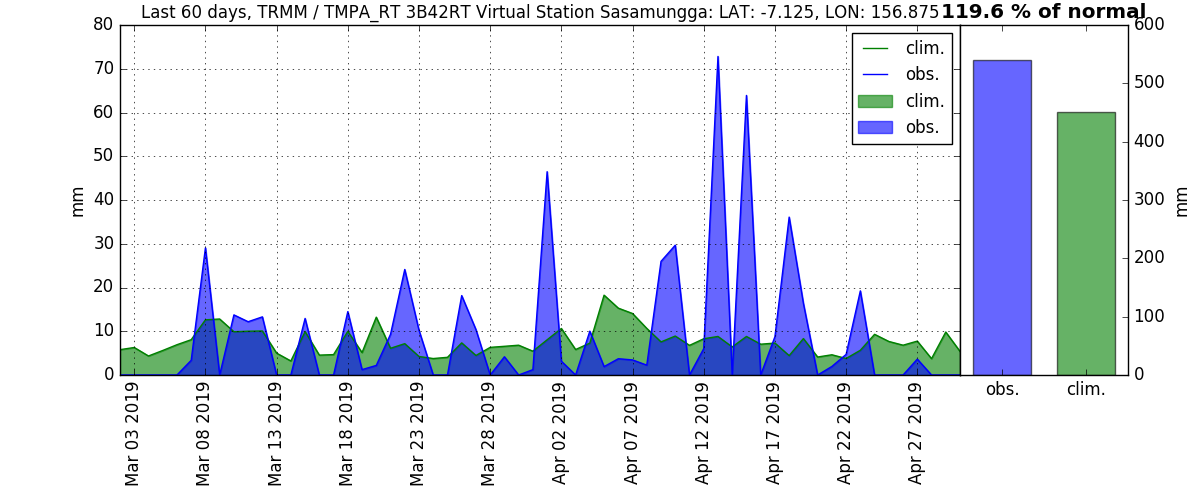 Last 60 days, TRMM / TMPA_RT 3B42RT Virtual Station Sasamungga: LAT: -7.125, LON: 156.875
119.6 % of normal
80
70
60
50
40
30
20
10
0
mm
clim.
obs.
clim.
obs.
Mar 03 2019
Mar 08 2019
Mar 13 2019
Mar 18 2019
Mar 23 2019
Mar 28 2019
Apr 02 2019
Apr 07 2019
Apr 12 2019
Apr 17 2019
Apr 22 2019
Apr 27 2019
600
500
400
300
200
100
0
mm
obs.
clim.